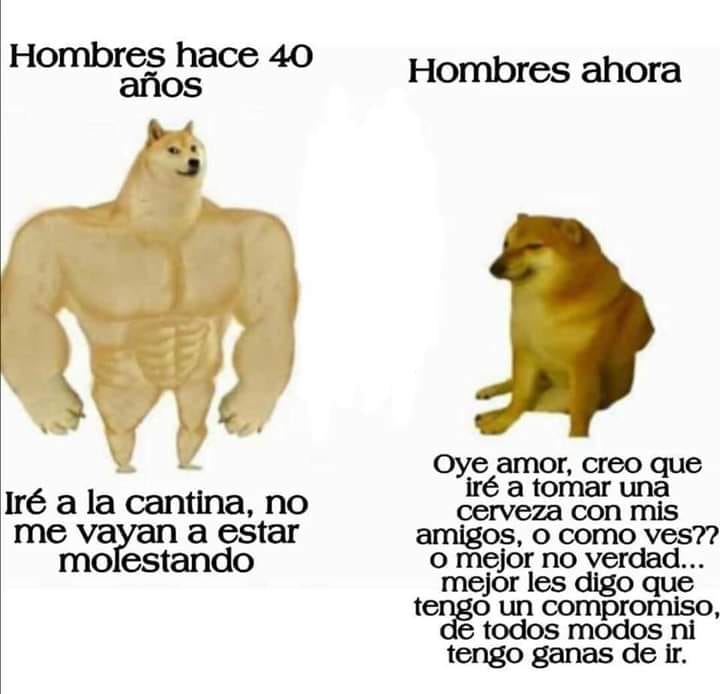 Hombres hace 40
años
Hombres ahora
Iré a la cantina, no
me vayan a estar
molestando
Oye amor, creo que
iré a tomar una
cerveza con mis
amigos, o como ves??
o mejor no verdad...
mejor les digo que
tengo un compromiso,
de todos modos ni
tengo ganas de ir.